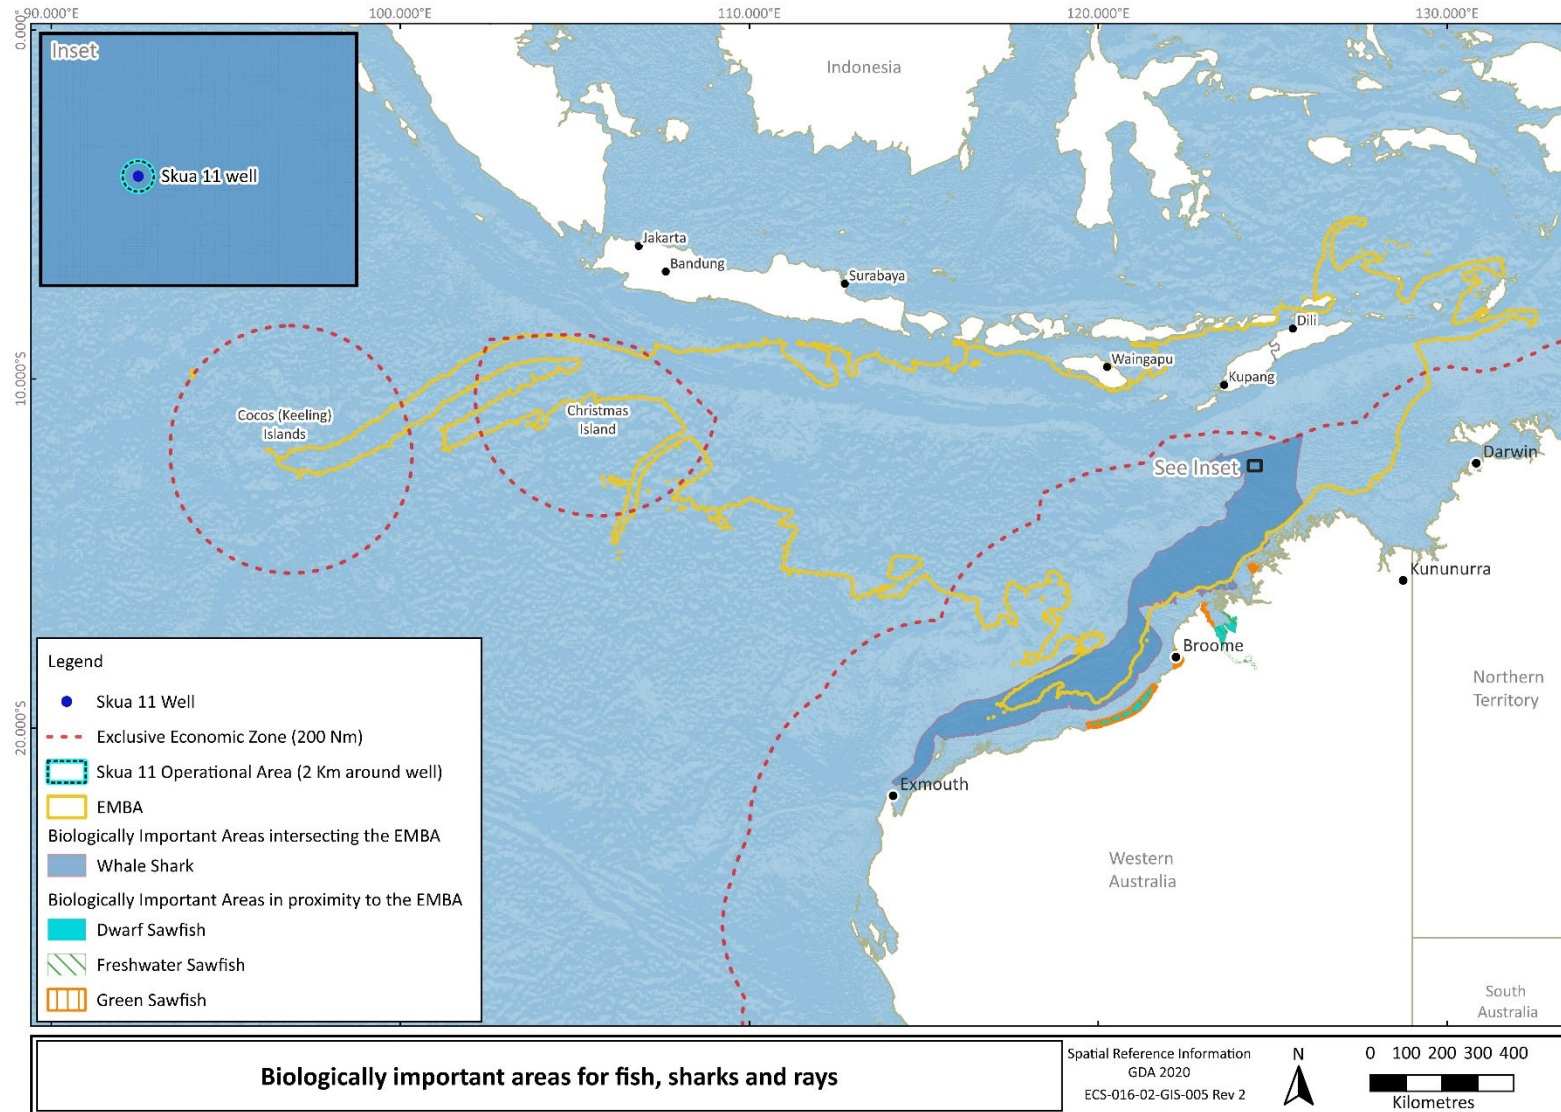 90.000°E
100.000°E
110.000°E
120.000°E
130.000°E
0.000°
10.000°S
20.000°S
Inset
Skua 11 well
Indonesia
Jakarta
Bandung
Surabaya
Dili
Waingapu
Kupang
Cocos (Keeling)
Islands
Christmas
Island
See Inset
Darwin
Kununurra
Broome
Exmouth
Northern
Territory
Western
Australia
South
Australia
Legend
Skua 11 Well
Exclusive Economic Zone (200 Nm)
Skua 11 Operational Area (2 Km around well)
EMBA
Biologically Important Areas intersecting the EMBA
Whale Shark
Biologically Important Areas in proximity to the EMBA
Dwarf Sawfish
Freshwater Sawfish
Green Sawfish
Biologically important areas for fish, sharks and rays
Spatial Reference Information
GDA 2020
ECS-016-02-GIS-005 Rev 2
N
0 100 200 300 400
Kilometres